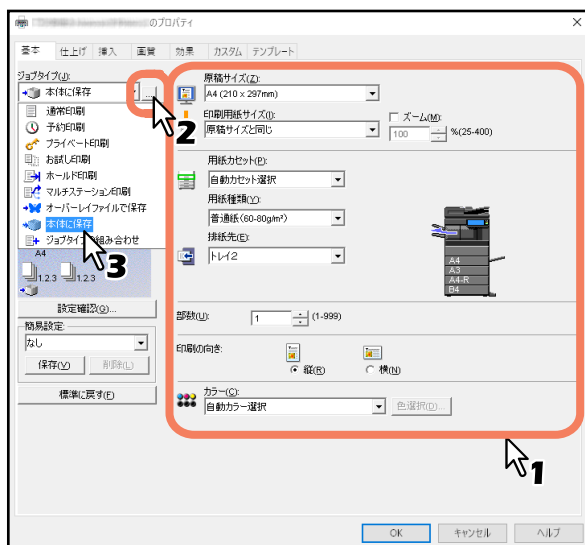 のプロパティ
基本 仕上げ 挿入 画質 効果 カスタム テンプレート
ジョブタイプ(J):
本体に保存
...
通常印刷
予約印刷
プライベート印刷
お試し印刷
ホールド印刷
マルチステーション印刷
オーバーレイファイルで保存
本体に保存
ジョブタイプの組み合わせ
A4
1.2.3 1.2.3
設定確認(Q)...
簡易設定:
なし
保存(V) 削除(L)
標準に戻す(F)
原稿サイズ(Z):
A4 (210 x 297mm)
印刷用紙サイズ(I):
原稿サイズと同じ
ズーム(M):
100 %(25-400)
用紙カセット(P):
自動カセット選択
用紙種類(Y):
普通紙(60-80g/m²)
排紙先(E):
トレイ2
A4
A3
A4-R
B4
部数(U): 1 (1-999)
印刷の向き:
縦(R) 横(N)
カラー(C):
自動カラー選択 色選択(D)...
1
2
3
OK キャンセル ヘルプ